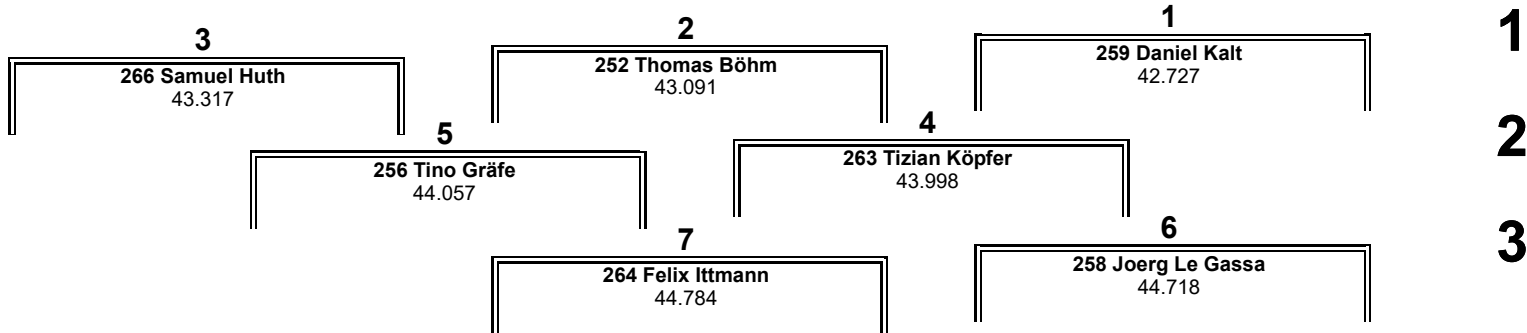 3
266 Samuel Huth
43.317
2
252 Thomas Böhm
43.091
1
259 Daniel Kalt
42.727
1
5
256 Tino Gräfe
44.057
4
263 Tizian Köpfer
43.998
2
7
264 Felix Ittmann
44.784
6
258 Joerg Le Gassa
44.718
3